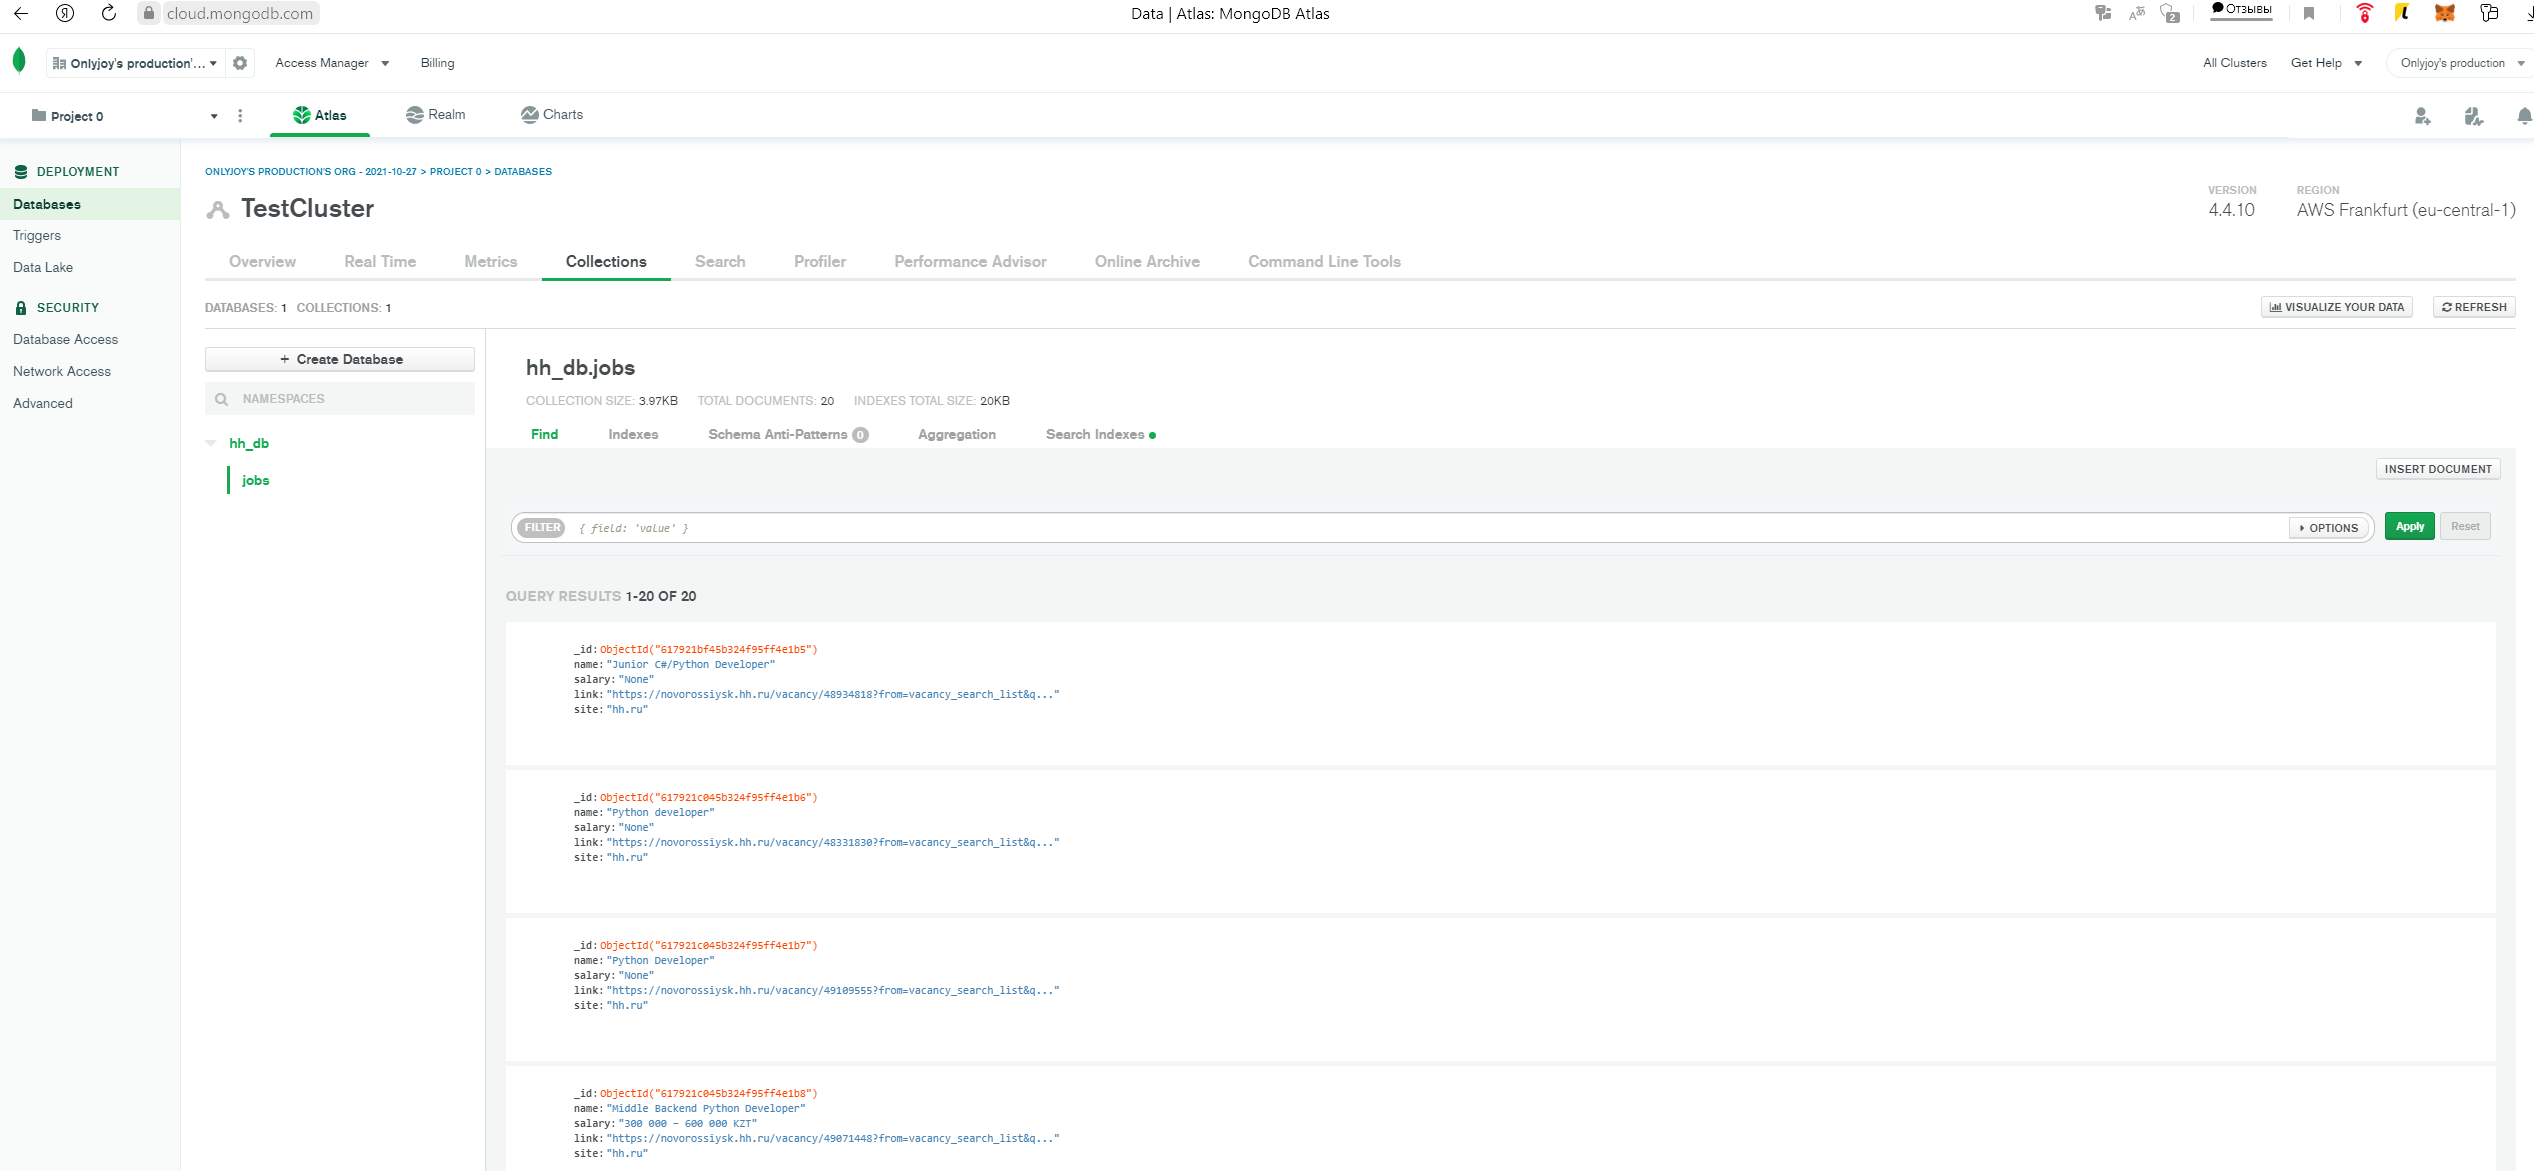 Я cloud.mongodb.com Data | Atlas: MongoDB Atlas 2 Отзывы
Onlyjoy's production'... Access Manager Billing All Clusters Get Help Onlyjoy's production
Project 0 Atlas Realm Charts
DEPLOYMENT
Databases
Triggers
Data Lake
SECURITY
Database Access
Network Access
Advanced
ONLYJOY'S PRODUCTION'S ORG - 2021-10-27 > PROJECT 0 > DATABASES
TestCluster
VERSION
4.4.10
REGION
AWS Frankfurt (eu-central-1)
Overview Real Time Metrics Collections Search Profiler Performance Advisor Online Archive Command Line Tools
DATABASES: 1 COLLECTIONS: 1 VISUALIZE YOUR DATA REFRESH
+ Create Database
NAMESPACES
hh_db
jobs
hh_db.jobs
COLLECTION SIZE: 3.97KB TOTAL DOCUMENTS: 20 INDEXES TOTAL SIZE: 20KB
Find Indexes Schema Anti-Patterns 0 Aggregation Search Indexes
INSERT DOCUMENT
FILTER { field: 'value' } OPTIONS Apply Reset
QUERY RESULTS 1-20 OF 20
_id: ObjectId("617921bf45b324f95ff4e1b5")
name: "Junior C#/Python Developer"
salary: "None"
link: "https://novorossiysk.hh.ru/vacancy/48934818?from=vacancy_search_list&q..."
site: "hh.ru"
_id: ObjectId("617921c045b324f95ff4e1b6")
name: "Python developer"
salary: "None"
link: "https://novorossiysk.hh.ru/vacancy/48331830?from=vacancy_search_list&q..."
site: "hh.ru"
_id: ObjectId("617921c045b324f95ff4e1b7")
name: "Python Developer"
salary: "None"
link: "https://novorossiysk.hh.ru/vacancy/49109555?from=vacancy_search_list&q..."
site: "hh.ru"
_id: ObjectId("617921c045b324f95ff4e1b8")
name: "Middle Backend Python Developer"
salary: "300 000 – 600 000 KZT"
link: "https://novorossiysk.hh.ru/vacancy/49071448?from=vacancy_search_list&q..."
site: "hh.ru"